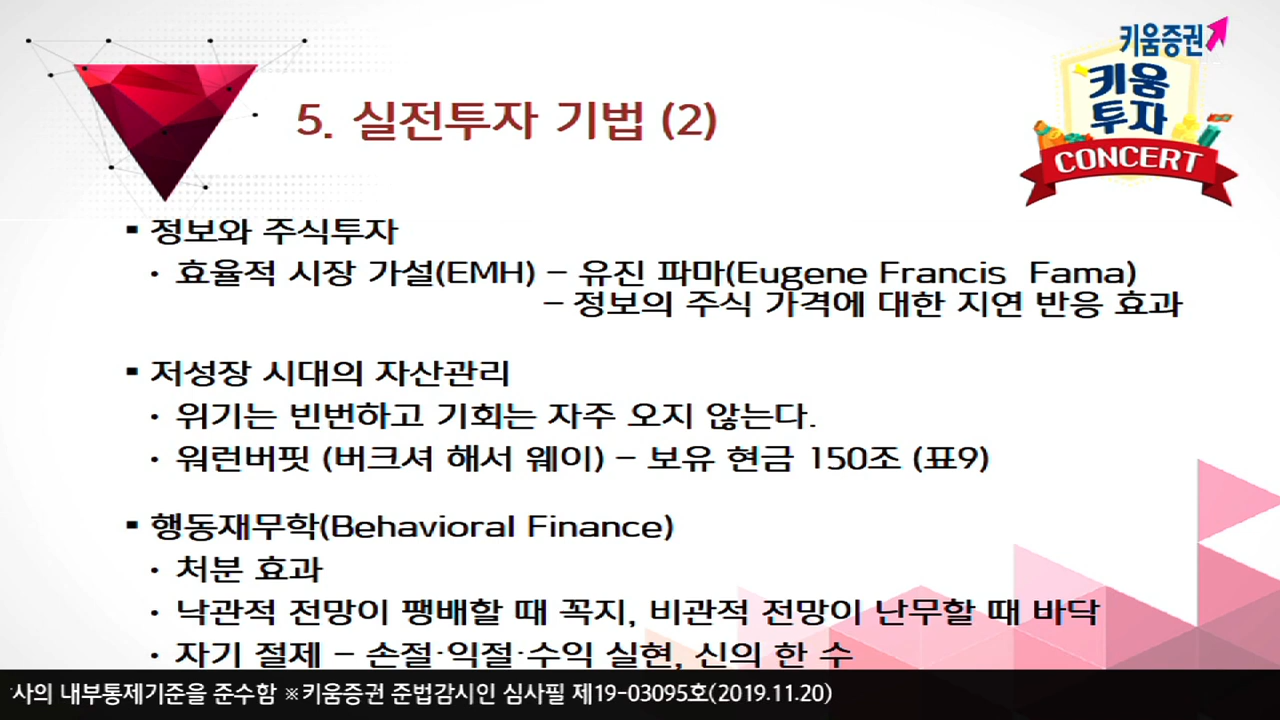 키움증권
키움
투자
CONCERT
5. 실전투자 기법 (2)
▪ 정보와 주식투자
• 효율적 시장 가설(EMH) – 유진 파마(Eugene Francis Fama)
– 정보의 주식 가격에 대한 지연 반응 효과
▪ 저성장 시대의 자산관리
• 위기는 빈번하고 기회는 자주 오지 않는다.
• 워런버핏 (버크셔 해서 웨이) – 보유 현금 150조 (표9)
▪ 행동재무학(Behavioral Finance)
• 처분 효과
• 낙관적 전망이 팽배할 때 꼭지, 비관적 전망이 난무할 때 바닥
• 자기 절제 – 손절·익절·수익 실현, 신의 한 수
사의 내부통제기준을 준수함 ※키움증권 준법감시인 심사필 제19-03095호(2019.11.20)